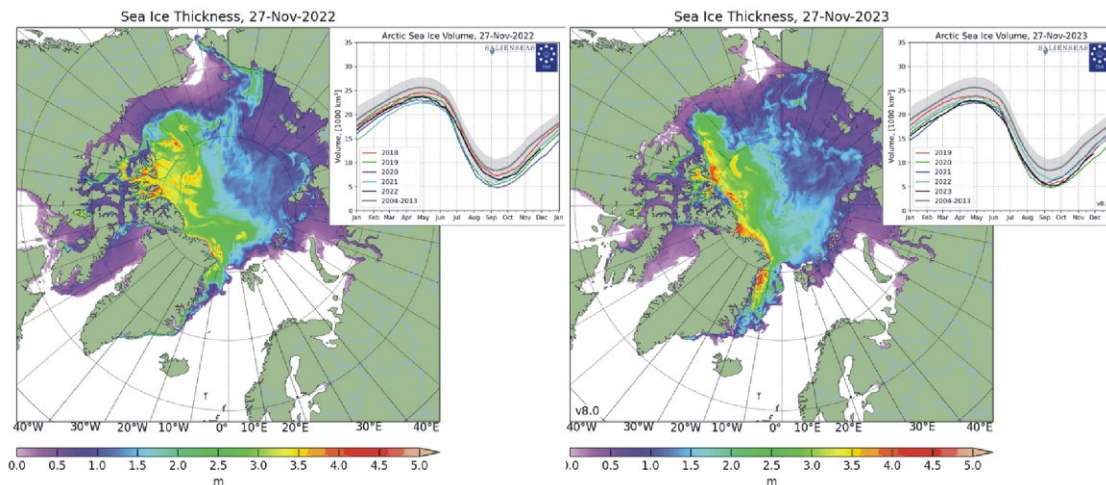 Sea Ice Thickness, 27-Nov-2022
Arctic Sea Ice Volume, 27-Nov-2022
SALIENSEAS
Volume, [1000 km³]
35
30
25
20
15
10
5
0
2018
2019
2020
2021
2022
2004-2013
Jan Feb Mar Apr May Jun Jul Aug Sep Oct Nov Dec Jan
40°W 30°W 20°W 10°W 0° 10°E 20°E 30°E
0.0 0.5 1.0 1.5 2.0 2.5 3.0 3.5 4.0 4.5 5.0
m
Sea Ice Thickness, 27-Nov-2023
Arctic Sea Ice Volume, 27-Nov-2023
SALIENSEAS
Volume, [1000 km³]
35
30
25
20
15
10
5
0
2019
2020
2021
2022
2023
2004-2013
v8.
Jan Feb Mar Apr May Jun Jul Aug Sep Oct Nov Dec
v8.0
40°W 30°W 20°W 10°W 0° 10°E 20°E 30°E 40°E
0.0 0.5 1.0 1.5 2.0 2.5 3.0 3.5 4.0 4.5 5.0
m